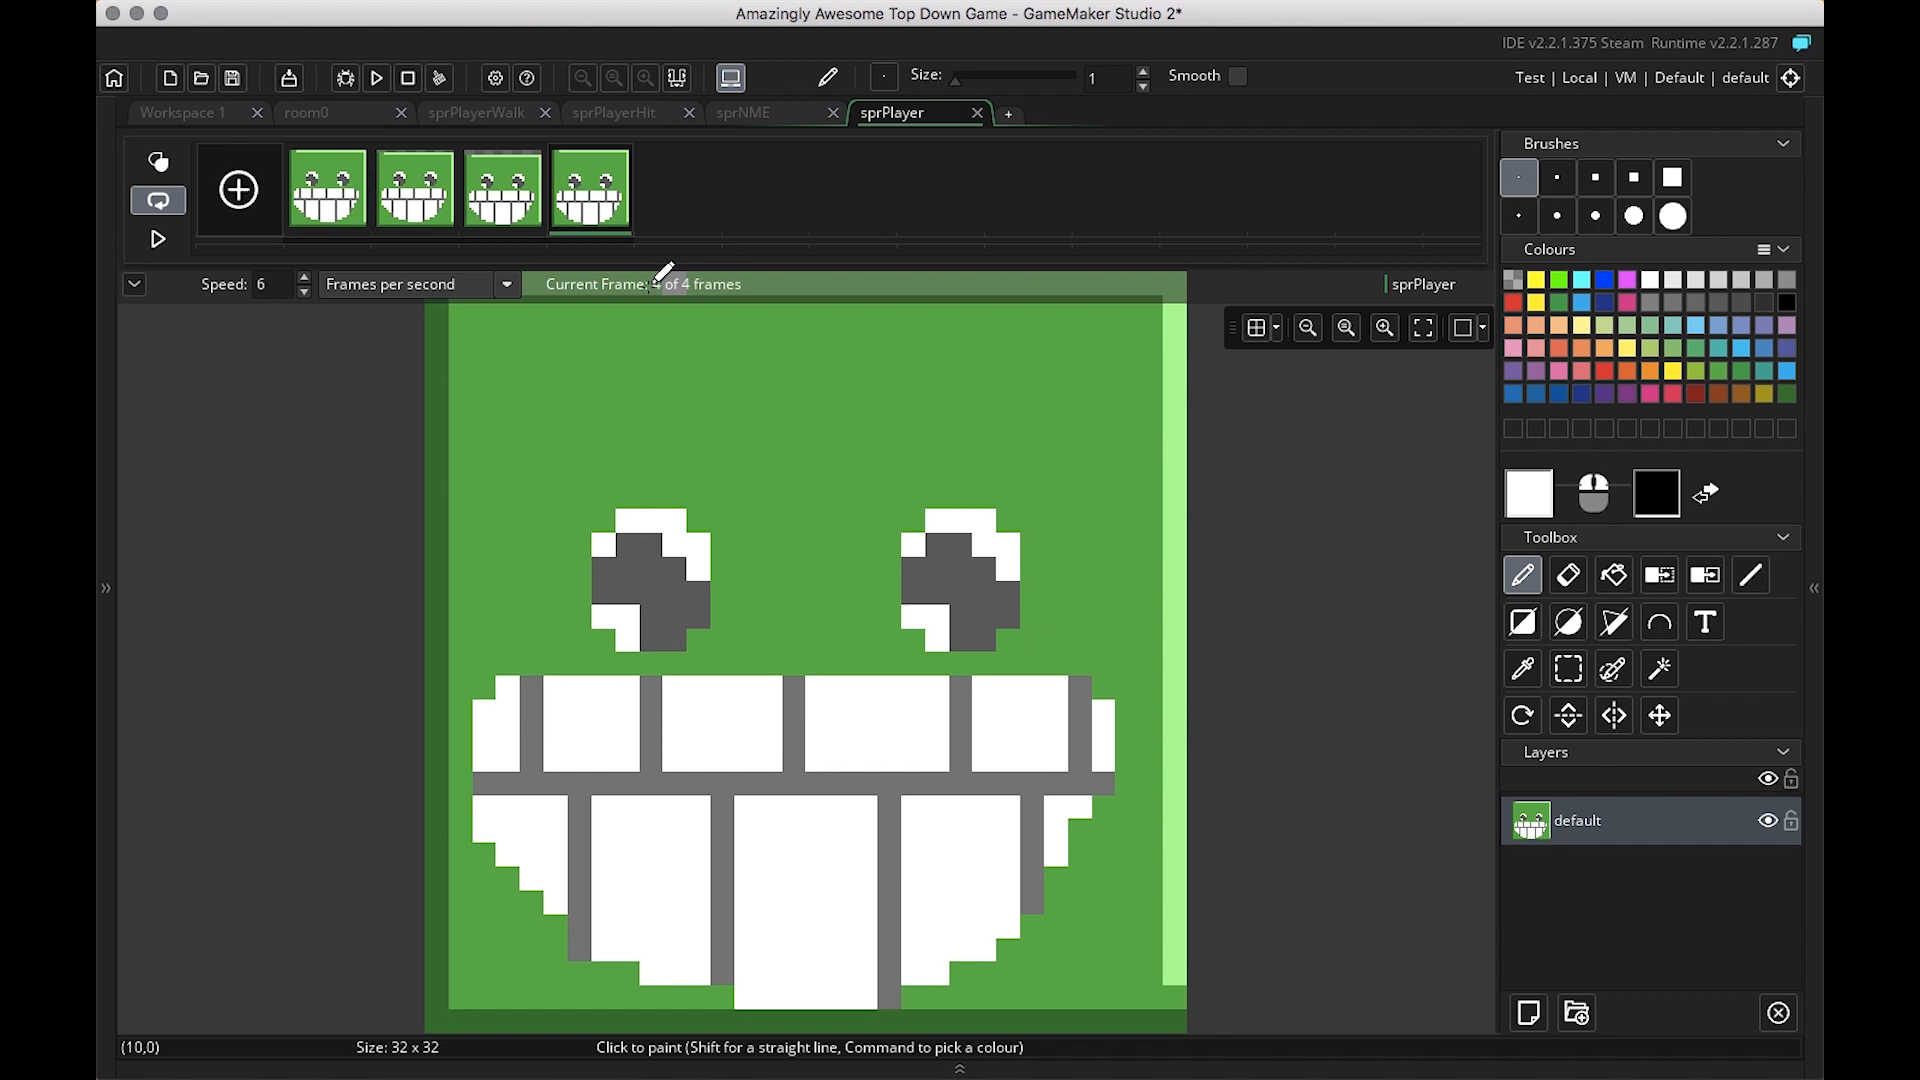 Amazingly Awesome Top Down Game - GameMaker Studio 2*
IDE v2.2.1.375 Steam Runtime v2.2.1.287
Size: 1 Smooth
Test | Local | VM | Default | default
Workspace 1 room0 sprPlayerWalk sprPlayerHit sprNME sprPlayer
Brushes
Colours
Speed: 6 Frames per second Current Frame: of 4 frames sprPlayer
Toolbox
T
Layers
default
(10,0) Size: 32 x 32 Click to paint (Shift for a straight line, Command to pick a colour)